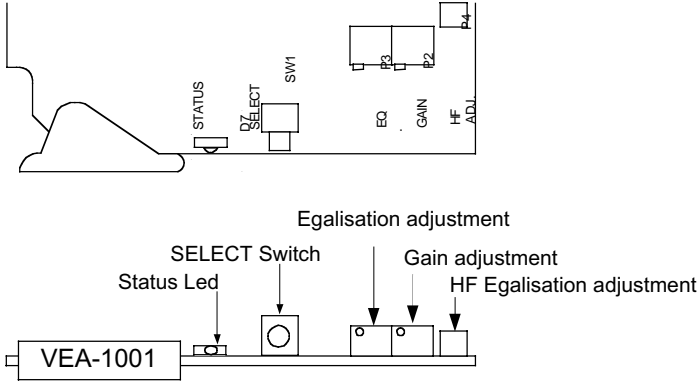 P4
P3
P2
SW1
STATUS
D7
SELECT
EQ
GAIN
HF
ADJ.
Egalisation adjustment
SELECT Switch
Gain adjustment
Status Led
HF Egalisation adjustment
VEA-1001